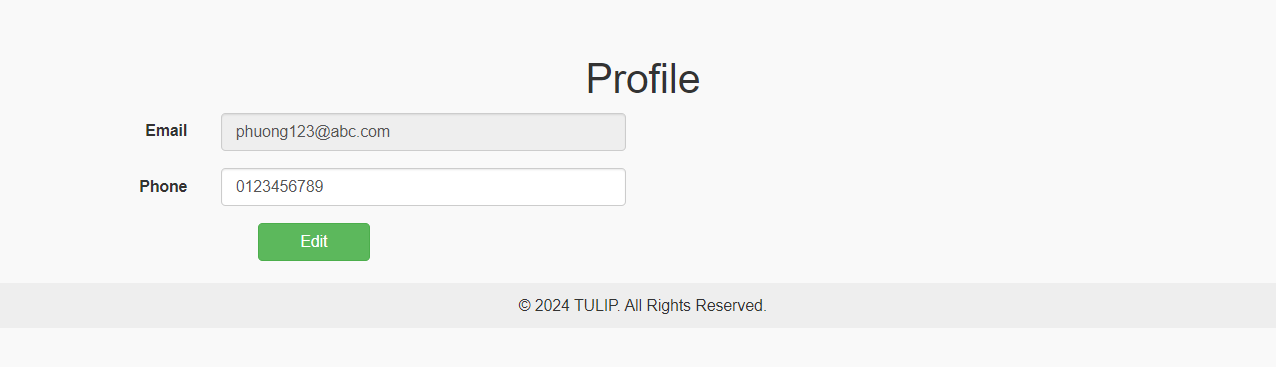 Profile
Email phuong123@abc.com
Phone 0123456789
Edit
© 2024 TULIP. All Rights Reserved.